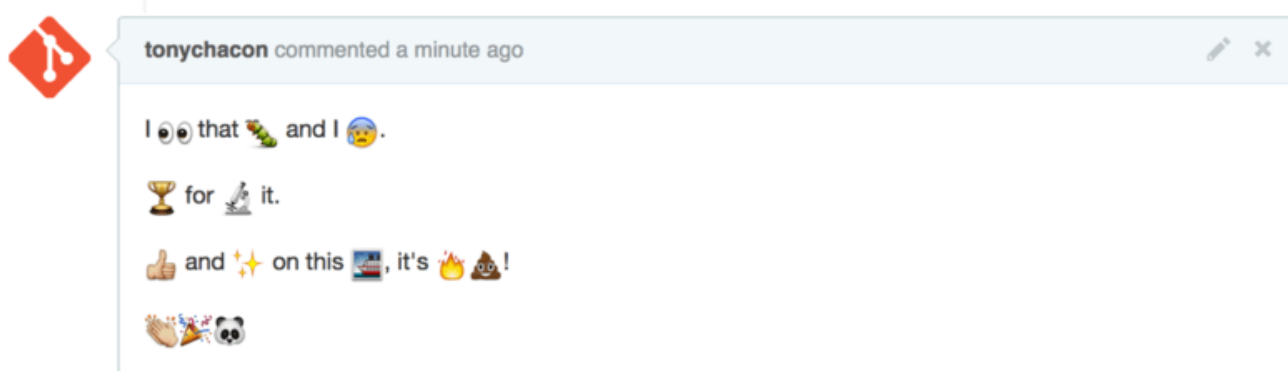 tonychacon commented a minute ago
I 👀 that 🐛 and I 😰.
🏆 for 🔬 it.
👍 and ✨ on this 🚢, it's 🔥💩!
👏🎉🐼